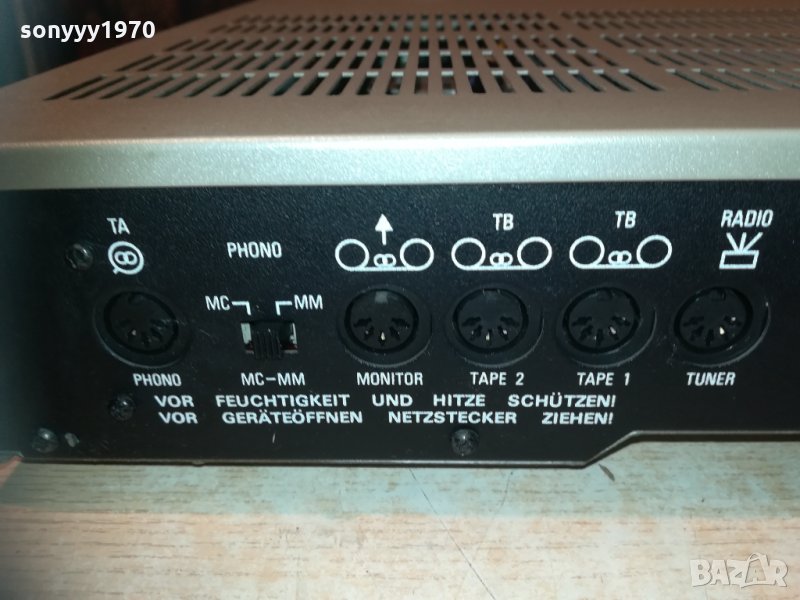 sonyyy1970
TA
PHONO
TB
TB
RADIO
MC
MM
PHONO
MC-MM
MONITOR
TAPE 2
TAPE 1
TUNER
VOR FEUCHTIGKEIT UND HITZE SCHÜTZEN!
VOR GERÄTEÖFFNEN NETZSTECKER ZIEHEN!
BAZAR